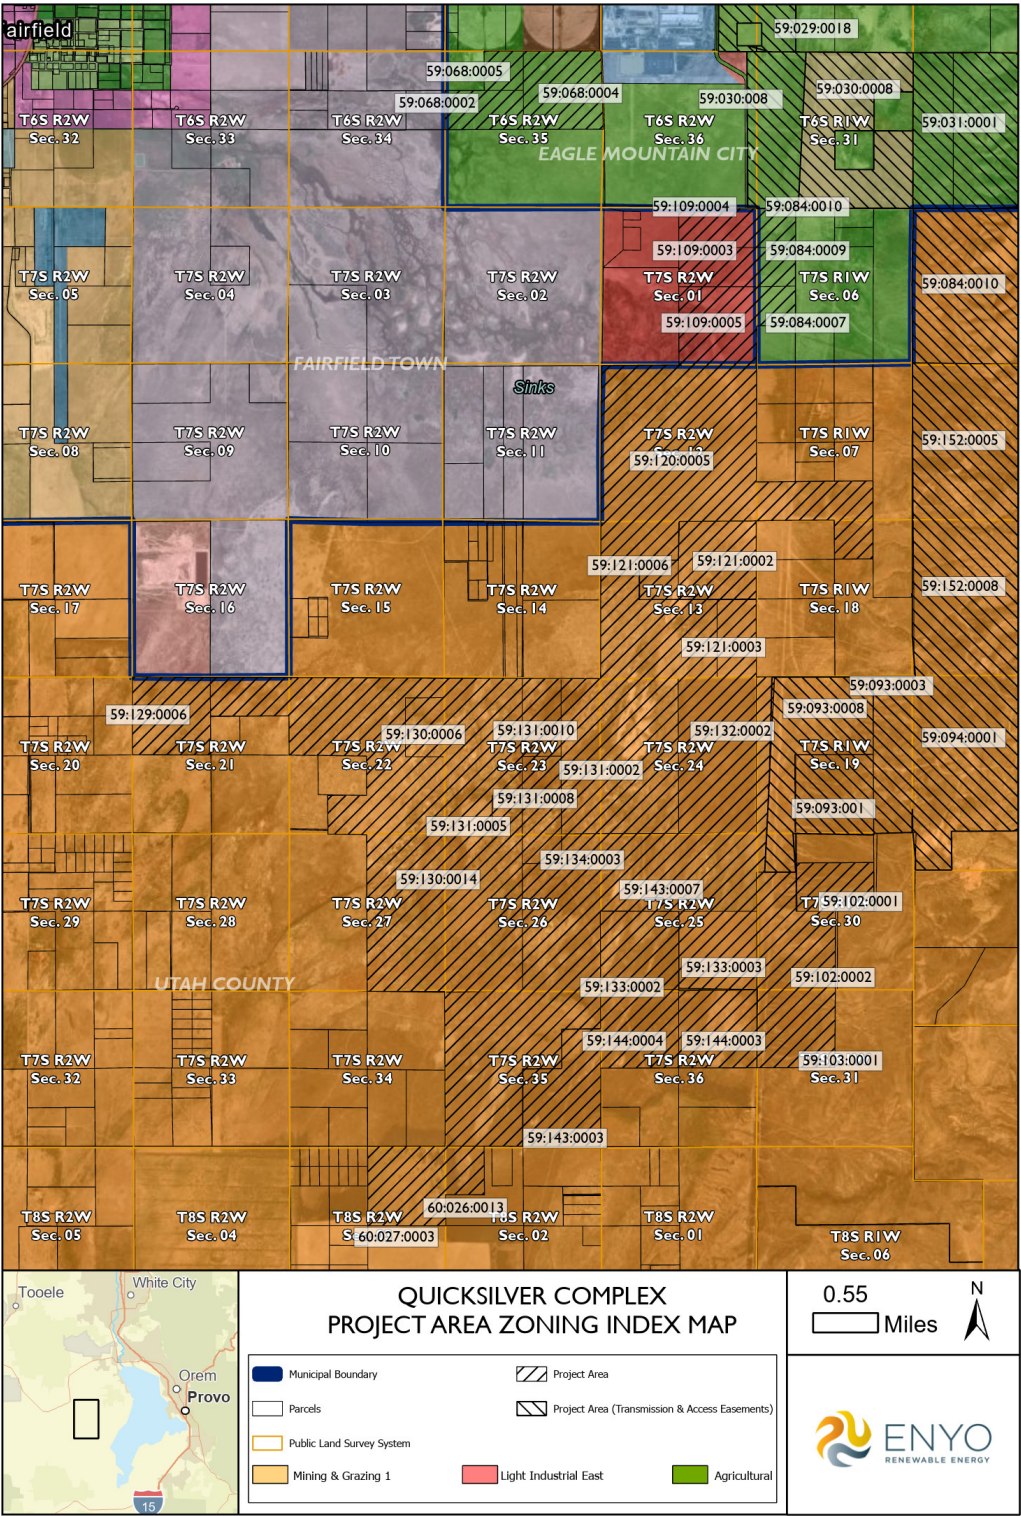 airfield
59:029:0018
59:068:0005
59:068:0004
59:068:0002
59:030:008
59:030:0008
59:031:0001
T6S R2W
Sec. 32
T6S R2W
Sec. 33
T6S R2W
Sec. 34
T6S R2W
Sec. 35
T6S R2W
Sec. 36
T6S R1W
Sec. 31
EAGLE MOUNTAIN CITY
59:109:0004
59:084:0010
59:109:0003
59:084:0009
59:084:0010
T7S R2W
Sec. 05
T7S R2W
Sec. 04
T7S R2W
Sec. 03
T7S R2W
Sec. 02
T7S R2W
Sec. 01
T7S R1W
Sec. 06
59:109:0005
59:084:0007
FAIRFIELD TOWN
Sinks
T7S R2W
Sec. 08
T7S R2W
Sec. 09
T7S R2W
Sec. 10
T7S R2W
Sec. 11
T7S R2W
59:120:0005
T7S R1W
Sec. 07
59:152:0005
59:121:0006
59:121:0002
59:152:0008
T7S R2W
Sec. 17
T7S R2W
Sec. 16
T7S R2W
Sec. 15
T7S R2W
Sec. 14
T7S R2W
Sec. 13
T7S R1W
Sec. 18
59:121:0003
59:093:0003
59:129:0006
59:093:0008
59:130:0006
59:131:0010
59:132:0002
59:094:0001
T7S R2W
Sec. 20
T7S R2W
Sec. 21
T7S R2W
Sec. 22
T7S R2W
Sec. 23
T7S R2W
Sec. 24
T7S R1W
Sec. 19
59:131:0002
59:131:0008
59:093:001
59:131:0005
59:134:0003
59:130:0014
59:143:0007
59:102:0001
T7S R2W
Sec. 29
T7S R2W
Sec. 28
T7S R2W
Sec. 27
T7S R2W
Sec. 26
T7S R2W
Sec. 25
Sec. 30
59:133:0003
59:102:0002
59:133:0002
UTAH COUNTY
59:144:0004
59:144:0003
59:103:0001
T7S R2W
Sec. 32
T7S R2W
Sec. 33
T7S R2W
Sec. 34
T7S R2W
Sec. 35
T7S R2W
Sec. 36
Sec. 31
59:143:0003
60:026:0013
60:027:0003
T8S R2W
Sec. 05
T8S R2W
Sec. 04
T8S R2W
T8S R2W
Sec. 02
T8S R2W
Sec. 01
T8S R1W
Sec. 06
Tooele
White City
Orem
Provo
15
QUICKSILVER COMPLEX
PROJECT AREA ZONING INDEX MAP
Municipal Boundary
Project Area
Parcels
Project Area (Transmission & Access Easements)
Public Land Survey System
Mining & Grazing 1
Light Industrial East
Agricultural
0.55
Miles
N
ENYO
RENEWABLE ENERGY